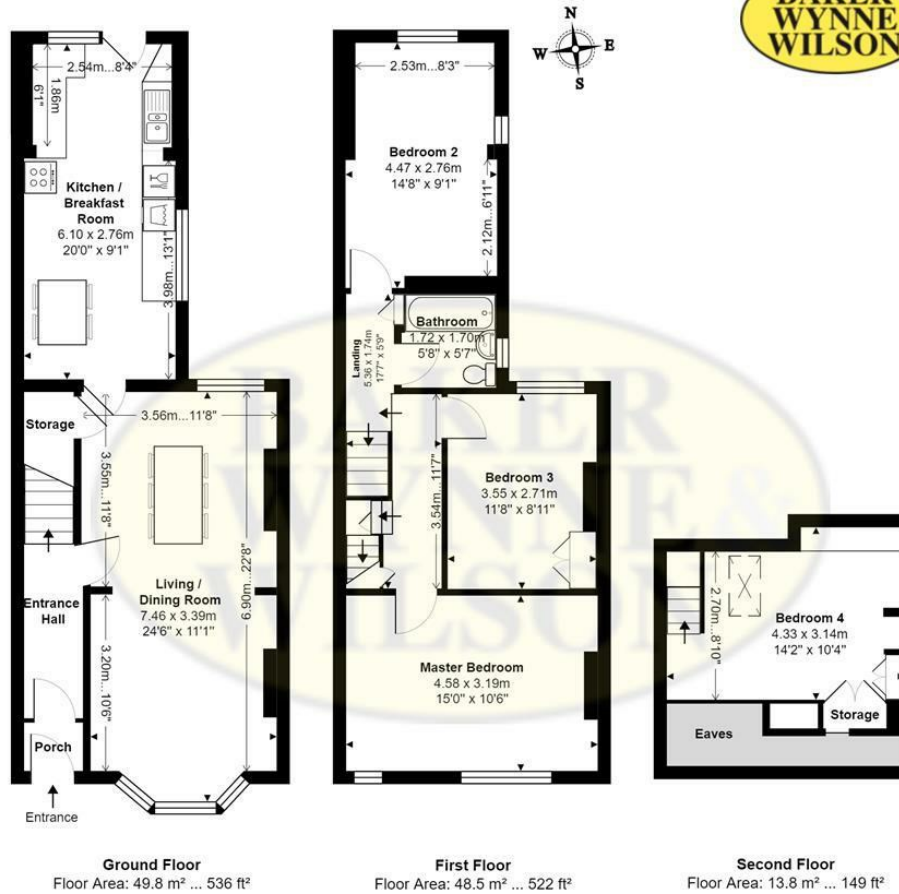 BAKER
WYNNE
WILSON
N
W E
S
2.54m...8'4"
1.86m
6'1"
Kitchen /
Breakfast
Room
6.10 x 2.76m
20'0" x 9'1"
3.98m...13'1"
Storage
3.56m...11'8"
3.55m...11'8"
6.90m...22'8"
Living /
Dining Room
7.46 x 3.39m
24'6" x 11'1"
Entrance
Hall
3.20m...10'6"
Porch
Entrance
Ground Floor
Floor Area: 49.8 m² ... 536 ft²
2.53m...8'3"
Bedroom 2
4.47 x 2.76m
14'8" x 9'1"
2.12m...6'11"
Landing
5.36 x 1.74m
17'7" x 5'9"
Bathroom
1.72 x 1.70m
5'8" x 5'7"
3.54m...11'7"
Bedroom 3
3.55 x 2.71m
11'8" x 8'11"
Master Bedroom
4.58 x 3.19m
15'0" x 10'6"
First Floor
Floor Area: 48.5 m² ... 522 ft²
2.70m...8'10"
Bedroom 4
4.33 x 3.14m
14'2" x 10'4"
Storage
Eaves
Second Floor
Floor Area: 13.8 m² ... 149 ft²
BAKER
WYNNE &
WILSON